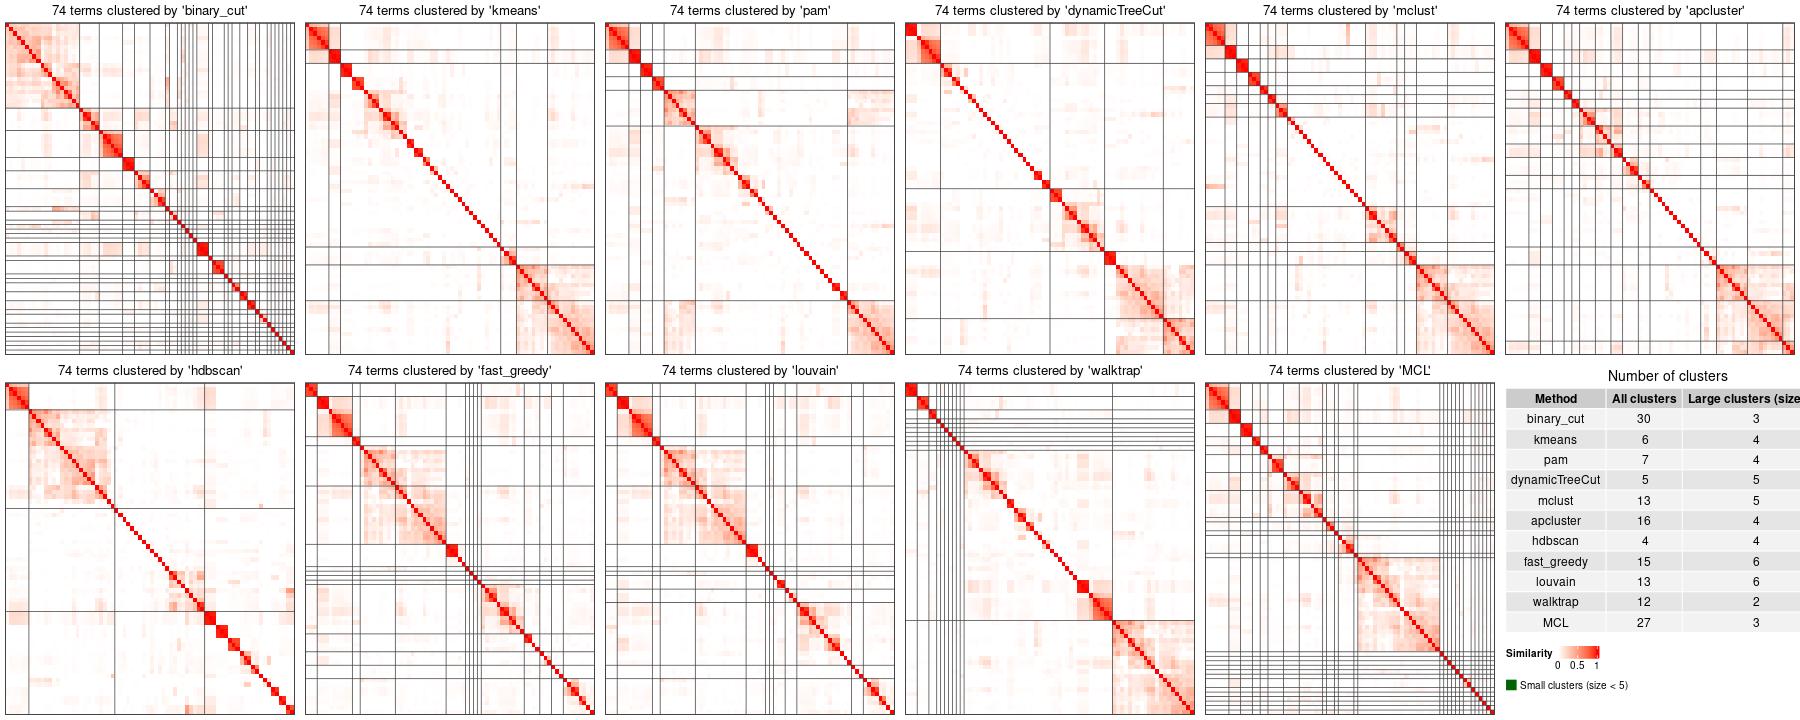 74 terms clustered by 'binary_cut'
74 terms clustered by 'kmeans'
74 terms clustered by 'pam'
74 terms clustered by 'dynamicTreeCut'
74 terms clustered by 'mclust'
74 terms clustered by 'apcluster'
74 terms clustered by 'hdbscan'
74 terms clustered by 'fast_greedy'
74 terms clustered by 'louvain'
74 terms clustered by 'walktrap'
74 terms clustered by 'MCL'
Number of clusters
Method All clusters Large clusters (size
binary_cut 30 3
kmeans 6 4
pam 7 4
dynamicTreeCut 5 5
mclust 13 5
apcluster 16 4
hdbscan 4 4
fast_greedy 15 6
louvain 13 6
walktrap 12 2
MCL 27 3
Similarity
0 0.5 1
Small clusters (size < 5)